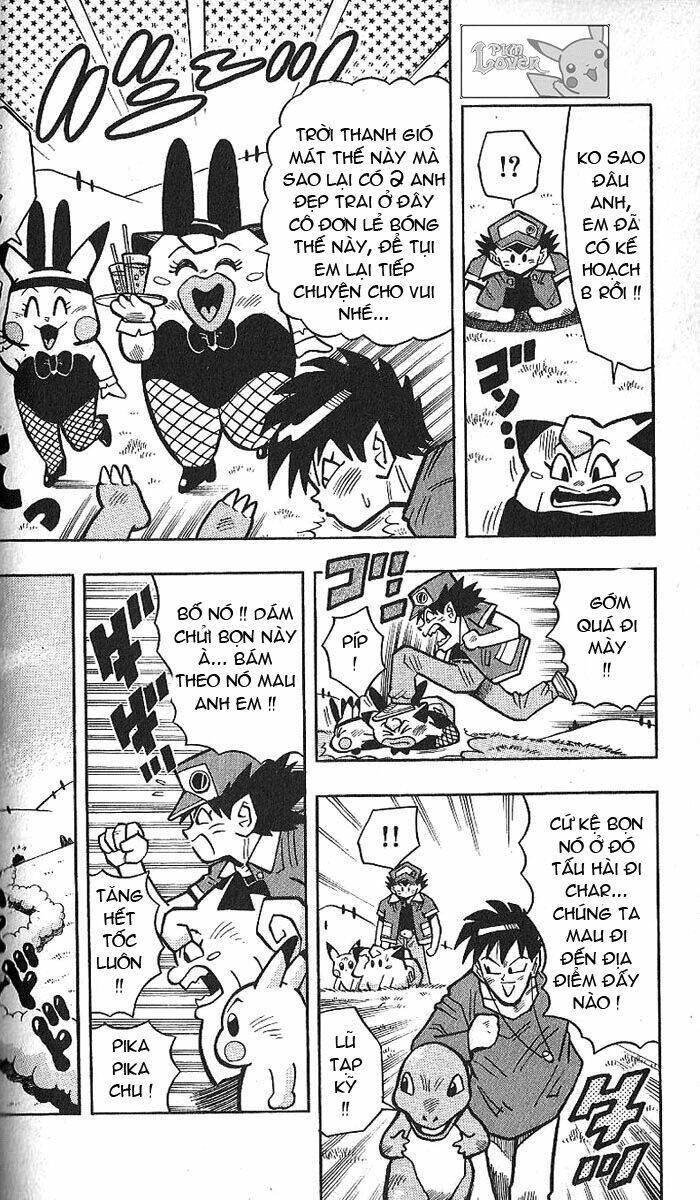 PKM
LOVER
KO SAO
ĐÂU
ANH,
EM ĐÃ
CÓ KẾ
HOẠCH
B RỒI !!
!?
ゴソ…
TRỜI THANH GIÓ
MÁT THẾ NÀY MÀ
SAO LẠI CÓ 2 ANH
ĐẸP TRAI Ở ĐÂY
CÔ ĐƠN LẺ BÓNG
THẾ NÀY, ĐỂ TỤI
EM LẠI TIẾP
CHUYỆN CHO VUI
NHÉ...
GỚM
QUÁ ĐI
MÀY
!!
PÍP
!
CỨ KỆ BỌN
NÓ Ở ĐÓ
TẤU HÀI ĐI
CHAR...
CHÚNG TA
MAU ĐI
ĐẾN ĐỊA
ĐIỂM ĐẤY
NÀO !
!!
LŨ
TẠP
KỸ
!!
BỐ NÓ !! DÁM
CHỬI BỌN NÀY
À... BÁM
THEO NÓ MAU
ANH EM !!
TĂNG
HẾT
TỐC
LUÔN
!!
PIKA
PIKA
CHU !